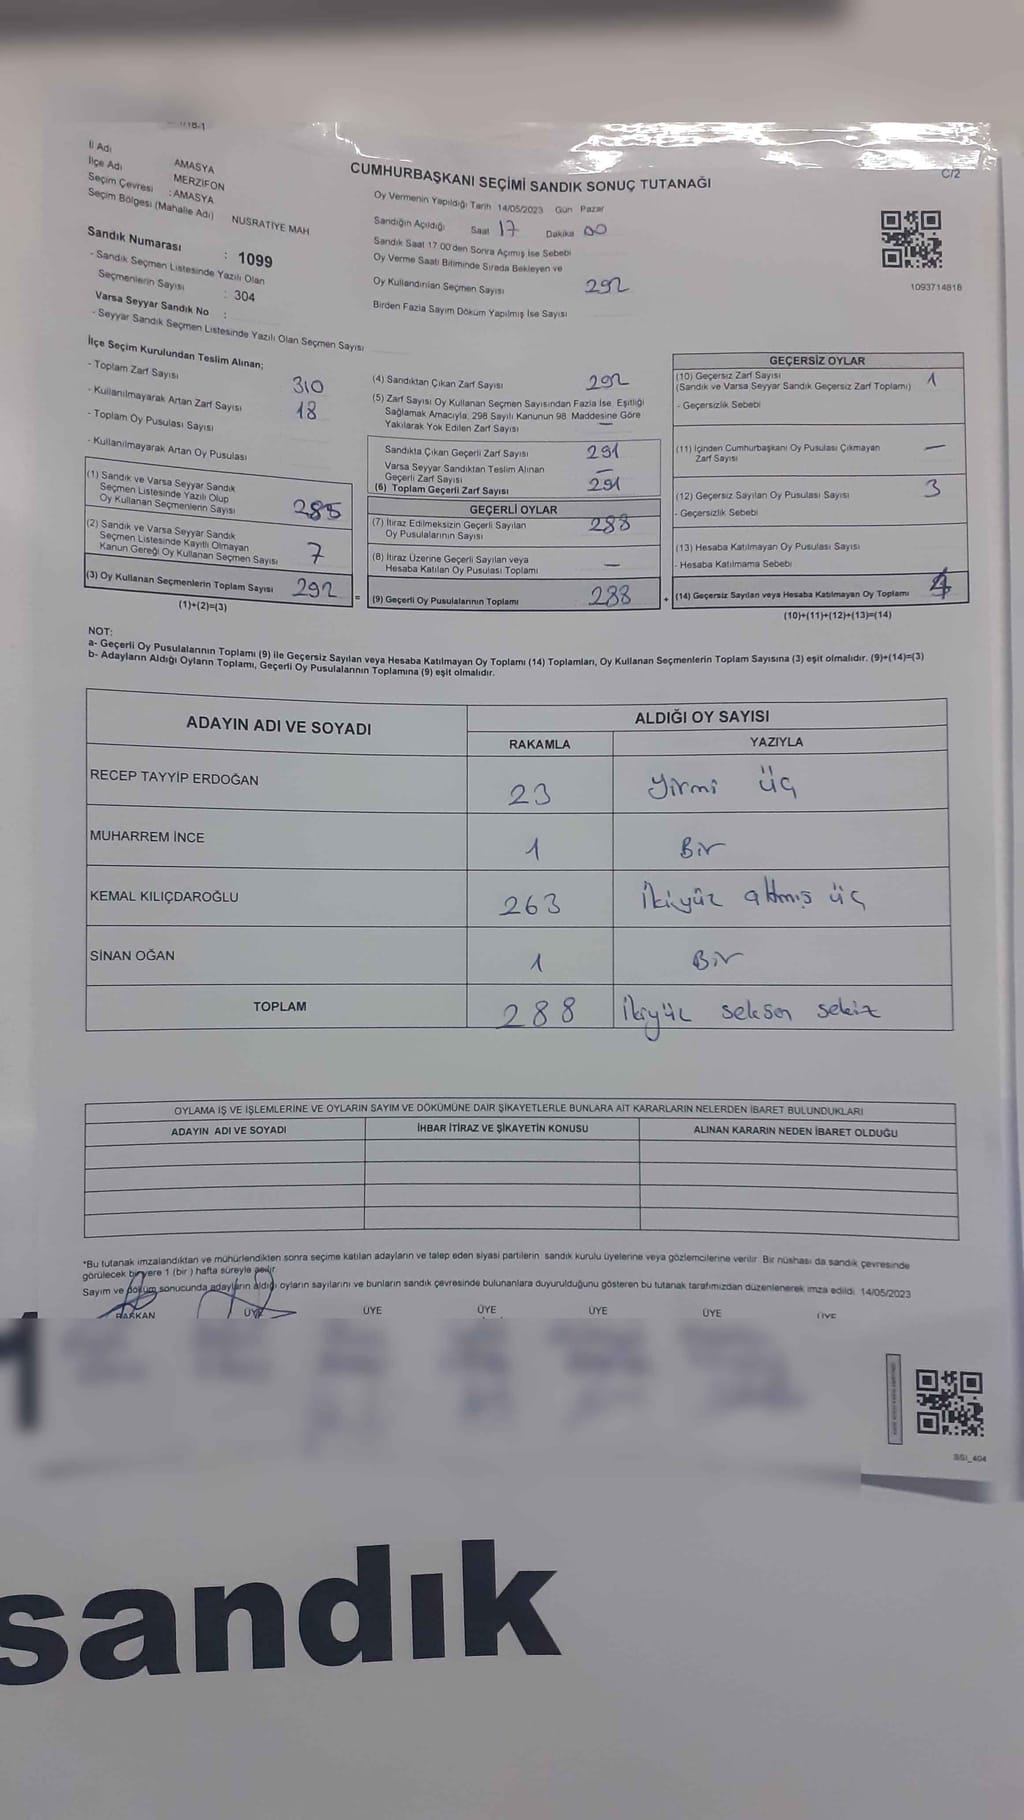 İl Adı AMASYA
İlçe Adı MERZİFON
Seçim Çevresi : AMASYA
Seçim Bölgesi (Mahalle Adı) NUSRATİYE MAH
Sandık Numarası : 1099
- Sandık Seçmen Listesinde Yazılı Olan
Seçmenlerin Sayısı : 304
Varsa Seyyar Sandık No :
- Seyyar Sandık Seçmen Listesinde Yazılı Olan Seçmen Sayısı
C/2
CUMHURBAŞKANI SEÇİMİ SANDIK SONUÇ TUTANAĞI
Oy Vermenin Yapıldığı Tarih 14/05/2023 Gün Pazar
Sandığın Açıldığı Saat 17 Dakika 00
Sandık Saat 17:00'den Sonra Açımış İse Sebebi
Oy Verme Saati Bitiminde Sırada Bekleyen ve
Oy Kullandırılan Seçmen Sayısı 292
Birden Fazla Sayım Döküm Yapılmış İse Sayısı
1093714818
İlçe Seçim Kurulundan Teslim Alınan;
- Toplam Zarf Sayısı 310
- Kullanılmayarak Artan Zarf Sayısı 18
- Toplam Oy Pusulası Sayısı
- Kullanılmayarak Artan Oy Pusulası
(1) Sandık ve Varsa Seyyar Sandık
Seçmen Listesinde Yazılı Olup
Oy Kullanan Seçmenlerin Sayısı 285
(2) Sandık ve Varsa Seyyar Sandık
Seçmen Listesinde Kayıtlı Olmayan
Kanun Gereği Oy Kullanan Seçmen Sayısı 7
(3) Oy Kullanan Seçmenlerin Toplam Sayısı 292
(1)+(2)=(3)
(4) Sandıktan Çıkan Zarf Sayısı 292
(5) Zarf Sayısı Oy Kullanan Seçmen Sayısından Fazla İse, Eşitliği
Sağlamak Amacıyla, 298 Sayılı Kanunun 98. Maddesine Göre
Yakılarak Yok Edilen Zarf Sayısı —
Sandıkta Çıkan Geçerli Zarf Sayısı 291
Varsa Seyyar Sandıktan Teslim Alınan
Geçerli Zarf Sayısı —
(6) Toplam Geçerli Zarf Sayısı 291
GEÇERLİ OYLAR
(7) İtiraz Edilmeksizin Geçerli Sayılan
Oy Pusulalarının Sayısı 288
(8) İtiraz Üzerine Geçerli Sayılan veya
Hesaba Katılan Oy Pusulası Toplamı —
= (9) Geçerli Oy Pusulalarının Toplamı 288
GEÇERSİZ OYLAR
(10) Geçersiz Zarf Sayısı 1
(Sandık ve Varsa Seyyar Sandık Geçersiz Zarf Toplamı)
- Geçersizlik Sebebi
(11) İçinden Cumhurbaşkanı Oy Pusulası Çıkmayan
Zarf Sayısı —
(12) Geçersiz Sayılan Oy Pusulası Sayısı 3
- Geçersizlik Sebebi
(13) Hesaba Katılmayan Oy Pusulası Sayısı
- Hesaba Katılmama Sebebi
+ (14) Geçersiz Sayılan veya Hesaba Katılmayan Oy Toplamı 4
(10)+(11)+(12)+(13)=(14)
NOT:
a- Geçerli Oy Pusulalarının Toplamı (9) ile Geçersiz Sayılan veya Hesaba Katılmayan Oy Toplamı (14) Toplamları, Oy Kullanan Seçmenlerin Toplam Sayısına (3) eşit olmalıdır. (9)+(14)=(3)
b- Adayların Aldığı Oyların Toplamı, Geçerli Oy Pusulalarının Toplamına (9) eşit olmalıdır.
ADAYIN ADI VE SOYADI ALDIĞI OY SAYISI
RAKAMLA YAZIYLA
RECEP TAYYİP ERDOĞAN 23 Yirmi üç
MUHARREM İNCE 1 Bir
KEMAL KILIÇDAROĞLU 263 İkiyüz altmış üç
SİNAN OĞAN 1 Bir
TOPLAM 288 İkiyüz seksen sekiz
OYLAMA İŞ VE İŞLEMLERİNE VE OYLARIN SAYIM VE DÖKÜMÜNE DAİR ŞİKAYETLERLE BUNLARA AİT KARARLARIN NELERDEN İBARET BULUNDUKLARI
ADAYIN ADI VE SOYADI İHBAR İTİRAZ VE ŞİKAYETİN KONUSU ALINAN KARARIN NEDEN İBARET OLDUĞU
*Bu tutanak imzalandıktan ve mühürlendikten sonra seçime katılan adayların ve talep eden siyasi partilerin sandık kurulu üyelerine veya gözlemcilerine verilir. Bir nüshası da sandık çevresinde
görülecek bir yere 1 (bir) hafta süreyle asılır.
Sayım ve döküm sonucunda adayların aldığı oyların sayılarını ve bunların sandık çevresinde bulunanlara duyurulduğunu gösteren bu tutanak tarafımızdan düzenlenerek imza edildi. 14/05/2023
BAŞKAN ÜYE ÜYE ÜYE ÜYE ÜYE ÜYE
SSI_404
sandık